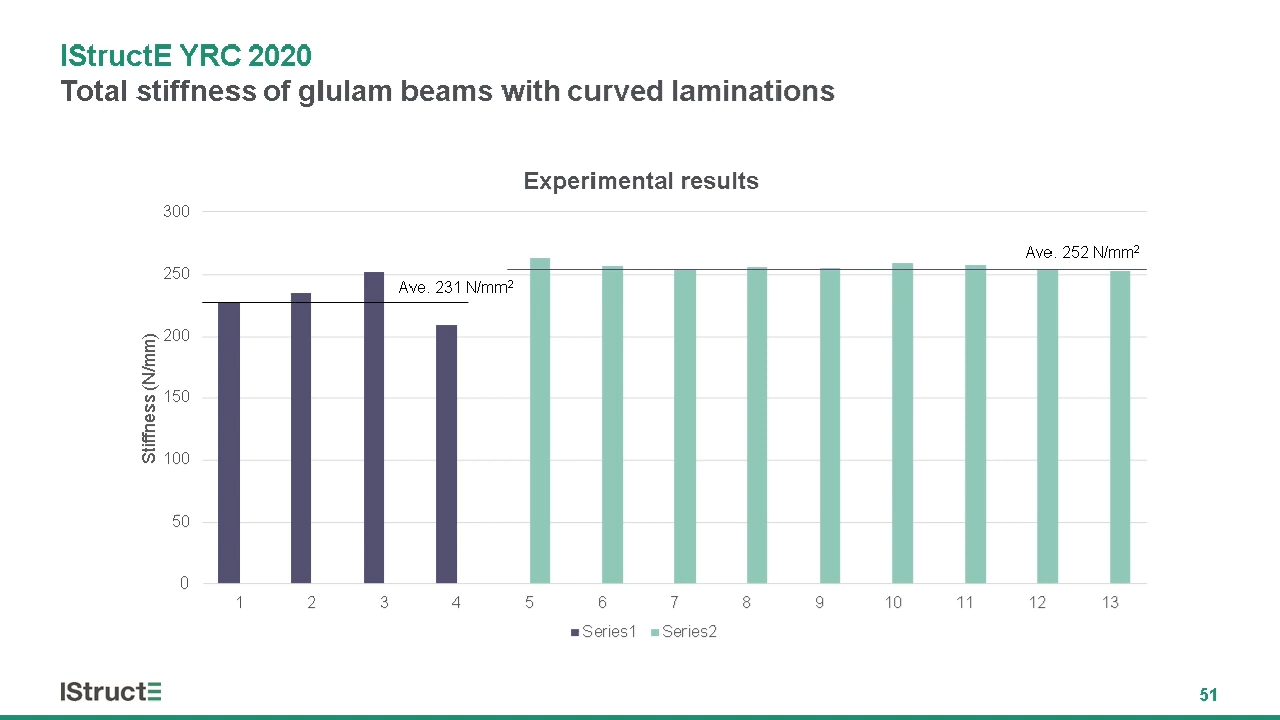 IStructE YRC 2020
Total stiffness of glulam beams with curved laminations
Experimental results
300
250
200
150
100
50
0
Stiffness (N/mm)
Ave. 231 N/mm²
Ave. 252 N/mm²
1 2 3 4 5 6 7 8 9 10 11 12 13
Series1 Series2
IStructE
51